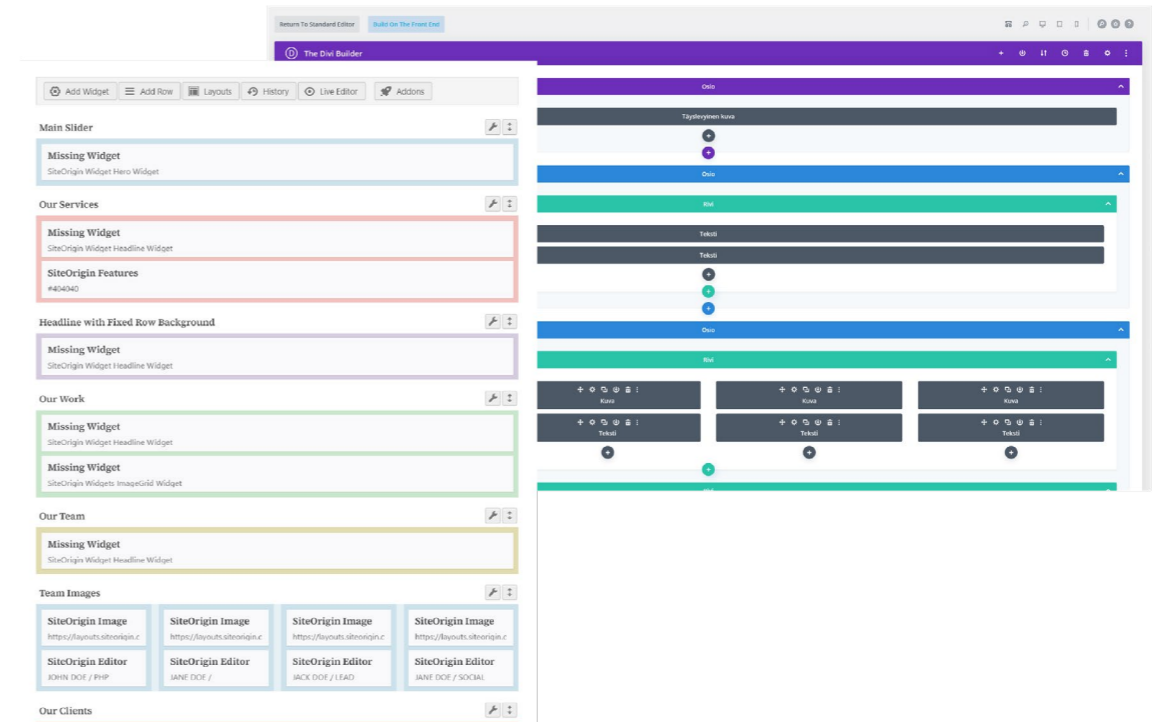 Return To Standard Editor
Build On The Front End
The Divi Builder
Add Widget
Add Row
Layouts
History
Live Editor
Addons
Main Slider
Missing Widget
SiteOrigin Widget Hero Widget
Our Services
Missing Widget
SiteOrigin Widget Headline Widget
SiteOrigin Features
#404040
Headline with Fixed Row Background
Missing Widget
SiteOrigin Widget Headline Widget
Our Work
Missing Widget
SiteOrigin Widget Headline Widget
Missing Widget
SiteOrigin Widgets ImageGrid Widget
Our Team
Missing Widget
SiteOrigin Widget Headline Widget
Team Images
SiteOrigin Image
https://layouts.siteorigin.c
SiteOrigin Editor
JOHN DOE / PHP
SiteOrigin Image
https://layouts.siteorigin.c
SiteOrigin Editor
JANE DOE /
SiteOrigin Image
https://layouts.siteorigin.c
SiteOrigin Editor
JACK DOE / LEAD
SiteOrigin Image
https://layouts.siteorigin.c
SiteOrigin Editor
JANE DOE / SOCIAL
Our Clients
Osio
Täysleveyinen kuva
Osio
Rivi
Teksti
Teksti
Osio
Rivi
Kuva
Kuva
Kuva
Teksti
Teksti
Teksti